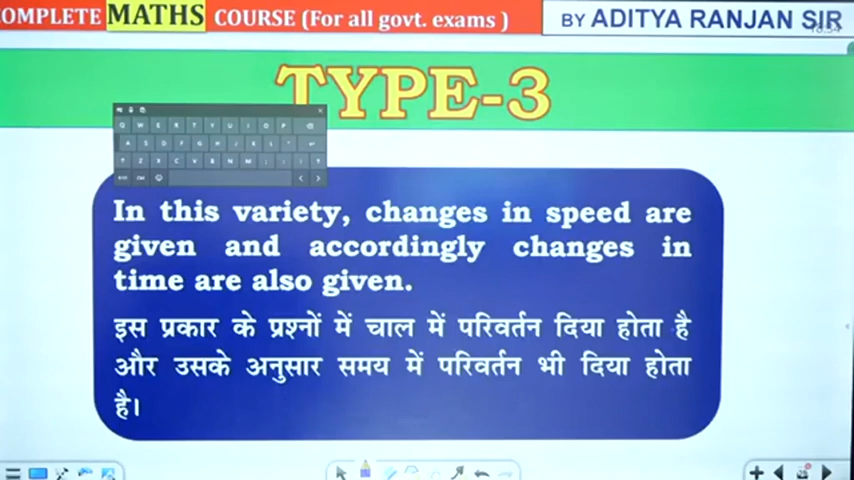 OMPLETE MATHS COURSE (For all govt. exams )
BY ADITYA RANJAN SIR
TYPE-3
In this variety, changes in speed are
given and accordingly changes in
time are also given.
इस प्रकार के प्रश्नों में चाल में परिवर्तन दिया होता है
और उसके अनुसार समय में परिवर्तन भी दिया होता
है।